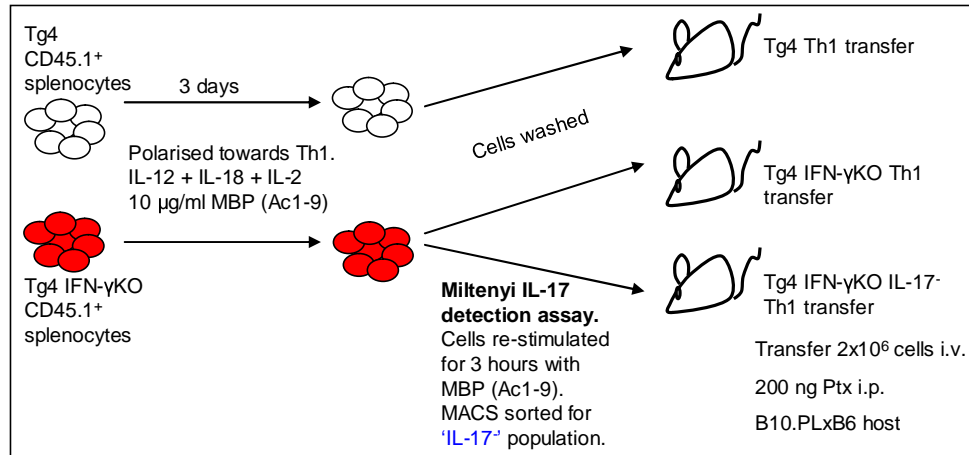 Tg4
CD45.1⁺
splenocytes
3 days
Polarised towards Th1.
IL-12 + IL-18 + IL-2
10 µg/ml MBP (Ac1-9)
Tg4 IFN-γKO
CD45.1⁺
splenocytes
Cells washed
Miltenyi IL-17
detection assay.
Cells re-stimulated
for 3 hours with
MBP (Ac1-9).
MACS sorted for
'IL-17⁻' population.
Tg4 Th1 transfer
Tg4 IFN-γKO Th1
transfer
Tg4 IFN-γKO IL-17⁻
Th1 transfer
Transfer 2x10⁶ cells i.v.
200 ng Ptx i.p.
B10.PLxB6 host